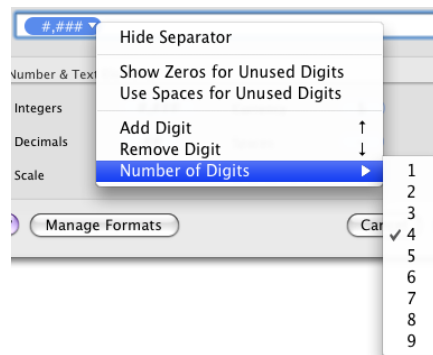 #,###
Hide Separator
Number & Tex
Show Zeros for Unused Digits
Use Spaces for Unused Digits
Integers
Add Digit ↑
Decimals
Remove Digit ↓
Scale
Number of Digits ▶
1
2
3
✓ 4
5
6
7
8
9
Manage Formats
Can